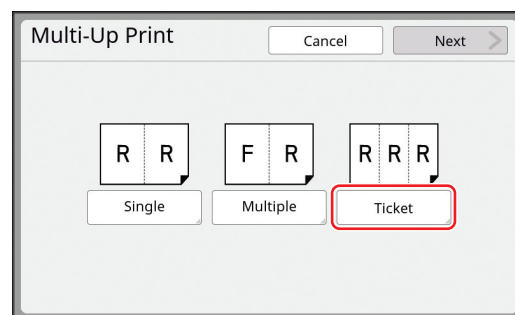 Multi-Up Print
Cancel
Next
R R
F R
R R R
Single
Multiple
Ticket